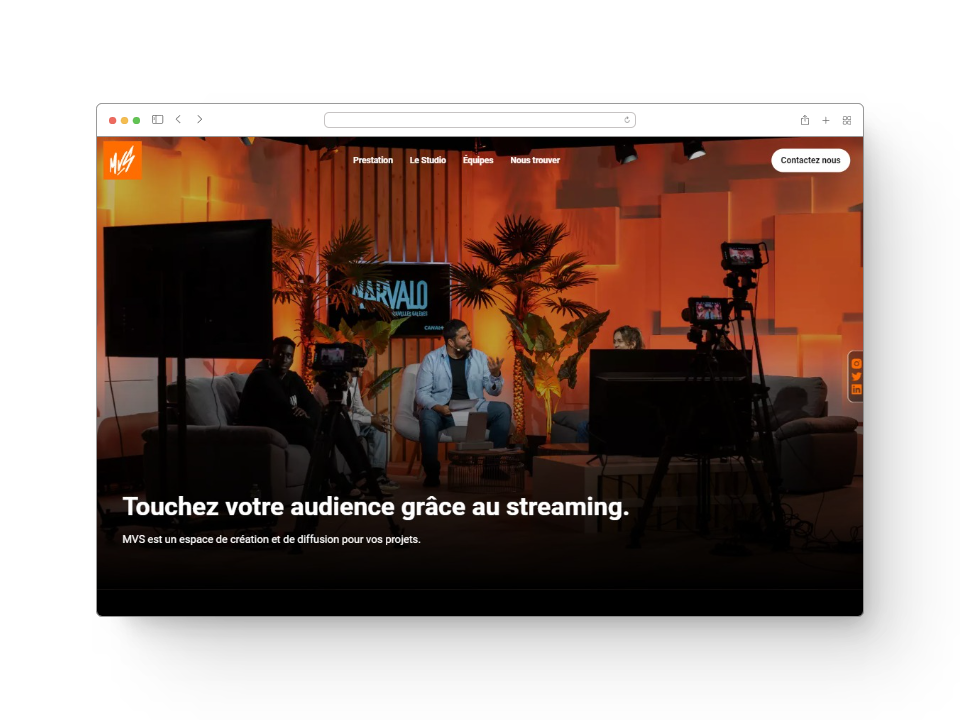 MVS
Prestation Le Studio Équipes Nous trouver
Contactez nous
NARVALO
CANAL+
Touchez votre audience grâce au streaming.
MVS est un espace de création et de diffusion pour vos projets.